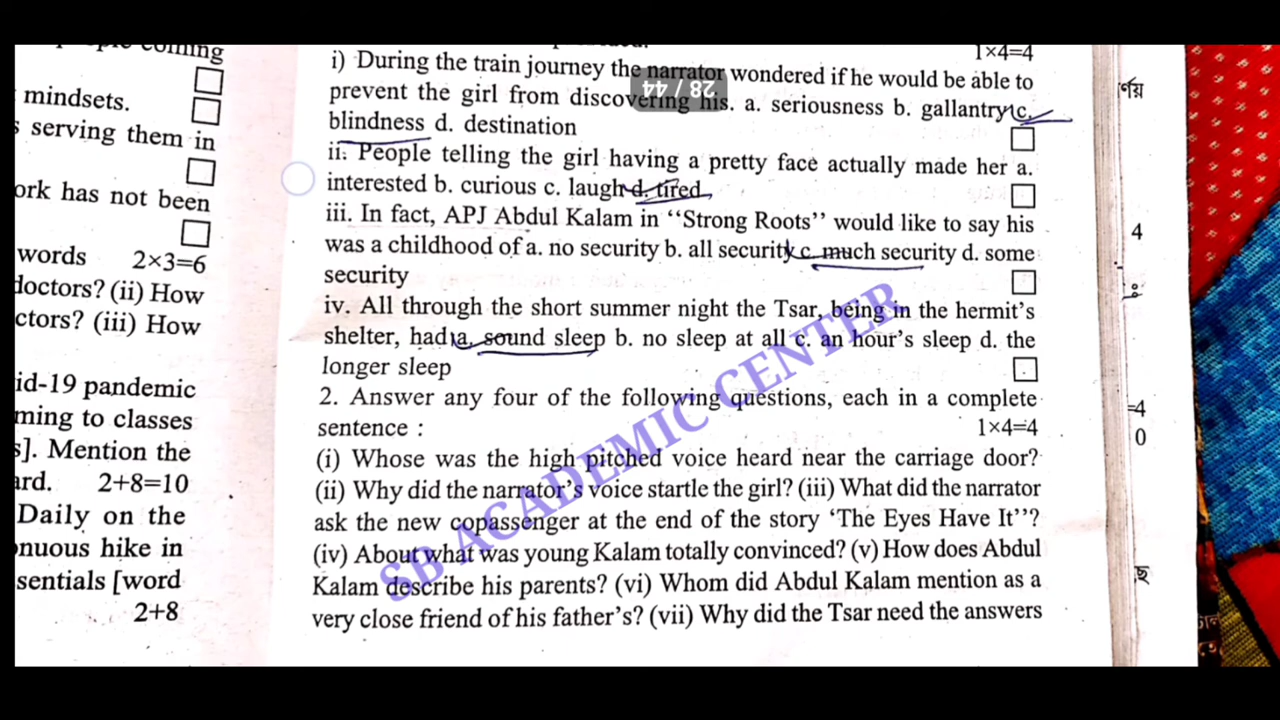 coming
mindsets.
serving them in
ork has not been
words 2×3=6
doctors? (ii) How
ctors? (iii) How
id-19 pandemic
ming to classes
s]. Mention the
ard. 2+8=10
Daily on the
nuous hike in
sentials [word
2+8
1×4=4
i) During the train journey the narrator wondered if he would be able to
prevent the girl from discovering his. a. seriousness b. gallantry c.
blindness d. destination
ii. People telling the girl having a pretty face actually made her a.
interested b. curious c. laugh d. tired
iii. In fact, APJ Abdul Kalam in “Strong Roots” would like to say his
was a childhood of a. no security b. all security c. much security d. some
security
iv. All through the short summer night the Tsar, being in the hermit's
shelter, had a. sound sleep b. no sleep at all c. an hour's sleep d. the
longer sleep
2. Answer any four of the following questions, each in a complete
sentence :
1×4=4
(i) Whose was the high pitched voice heard near the carriage door?
(ii) Why did the narrator's voice startle the girl? (iii) What did the narrator
ask the new copassenger at the end of the story ‘The Eyes Have It’’?
(iv) About what was young Kalam totally convinced? (v) How does Abdul
Kalam describe his parents? (vi) Whom did Abdul Kalam mention as a
very close friend of his father's? (vii) Why did the Tsar need the answers
28 / 44
SB ACADEMIC CENTER
4
=4
0